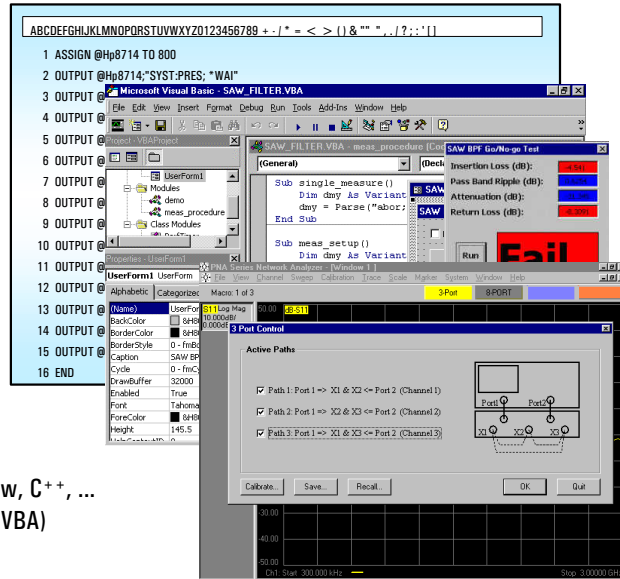 ABCDEFGHIJKLMNOPQRSTUVWXYZ0123456789 + - / * = < > ( ) & "" " , . / ? ; : ' [ ]
1 ASSIGN @Hp8714 TO 800
2 OUTPUT @Hp8714;"SYST:PRES; *WAI"
3 OUTPUT @
4 OUTPUT @
5 OUTPUT @
6 OUTPUT @
7 OUTPUT @
8 OUTPUT @
9 OUTPUT @
10 OUTPUT @
11 OUTPUT @
12 OUTPUT @
13 OUTPUT @
14 OUTPUT @
15 OUTPUT @
16 END
Microsoft Visual Basic - SAW_FILTER.VBA
File Edit View Insert Format Debug Run Tools Add-Ins Window Help
Project - VBAProject
UserForm1
Modules
demo
meas_procedure
Class Modules
SAW_FILTER.VBA - meas_procedure [Cod
(General)
(Decla
Sub single_measure()
Dim dmy As Variant
dmy = Parse("abor;
End Sub
Sub meas_setup()
Dim dmy As Variant
SAW
SAW
SAW BPF Go/No-go Test
Insertion Loss (dB):
Pass Band Ripple (dB):
Attenuation (dB):
Return Loss (dB):
Run
Fail
Properties - UserForm1
UserForm1 UserForm
Alphabetic Categorized
(Name) UserFor
BackColor &H8
BorderColor &H8
BorderStyle 0 - fmBo
Caption SAW BP
Cycle 0 - fmCy
DrawBuffer 32000
Enabled True
Font Tahoma
ForeColor &H8
Height 145.5
PNA Series Network Analyzer - [Window 1]
File View Channel Sweep Calibration Trace Scale Marker System Window Help
Macro: 1 of 3
3-Port
8-PORT
S11 Log Mag
10.000dB/
0.000dB
50.00
dB-S11
3 Port Control
Active Paths
Path 1: Port 1 => X1 & X2 <= Port 2 (Channel 1)
Path 2: Port 1 => X1 & X3 <= Port 2 (Channel 2)
Path 3: Port 1 => X2 & X3 <= Port 2 (Channel 3)
Port1
Port2
X1
X2
X3
Calibrate...
Save...
Recall...
OK
Quit
-30.00
-40.00
-50.00
Ch1: Start 300.000 kHz
Stop 3.00000 GH
w, C++, ...
VBA)